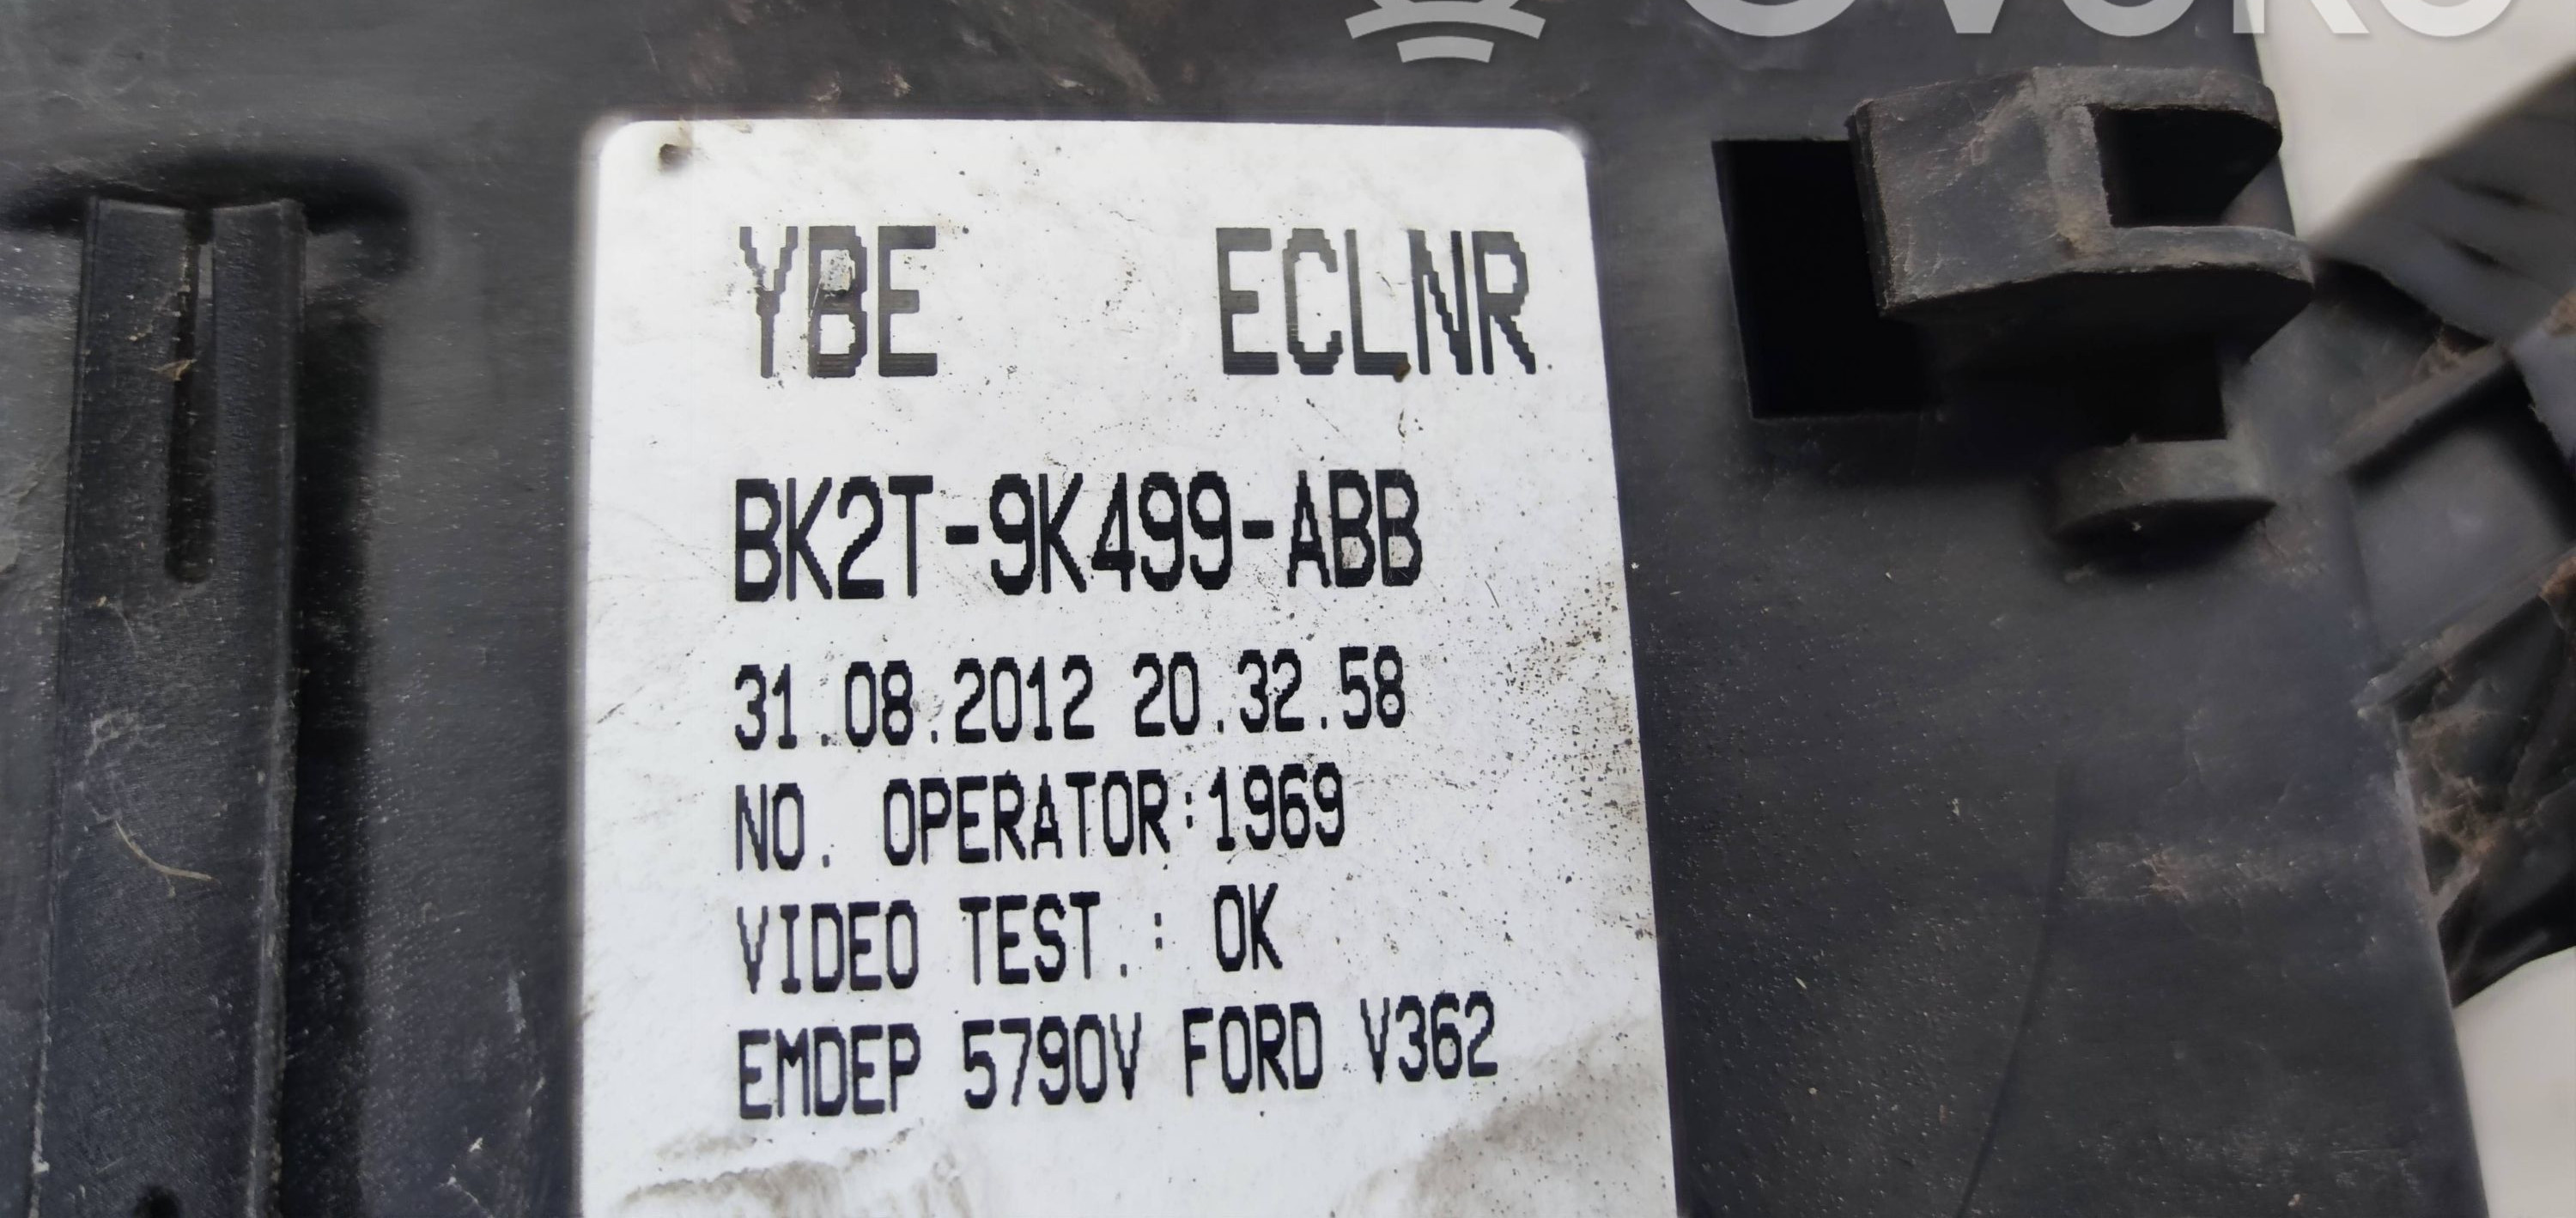 OVOKO
YBE ECLNR
BK2T-9K499-ABB
31.08.2012 20.32.58
NO. OPERATOR:1969
VIDEO TEST.: OK
EMDEP 5790V FORD V362